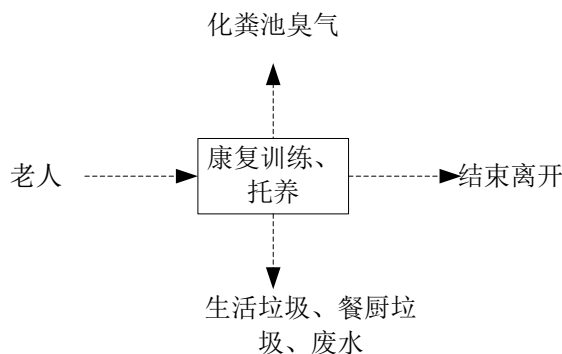 化粪池臭气
老人
康复训练、
托养
结束离开
生活垃圾、餐厨垃
圾、废水